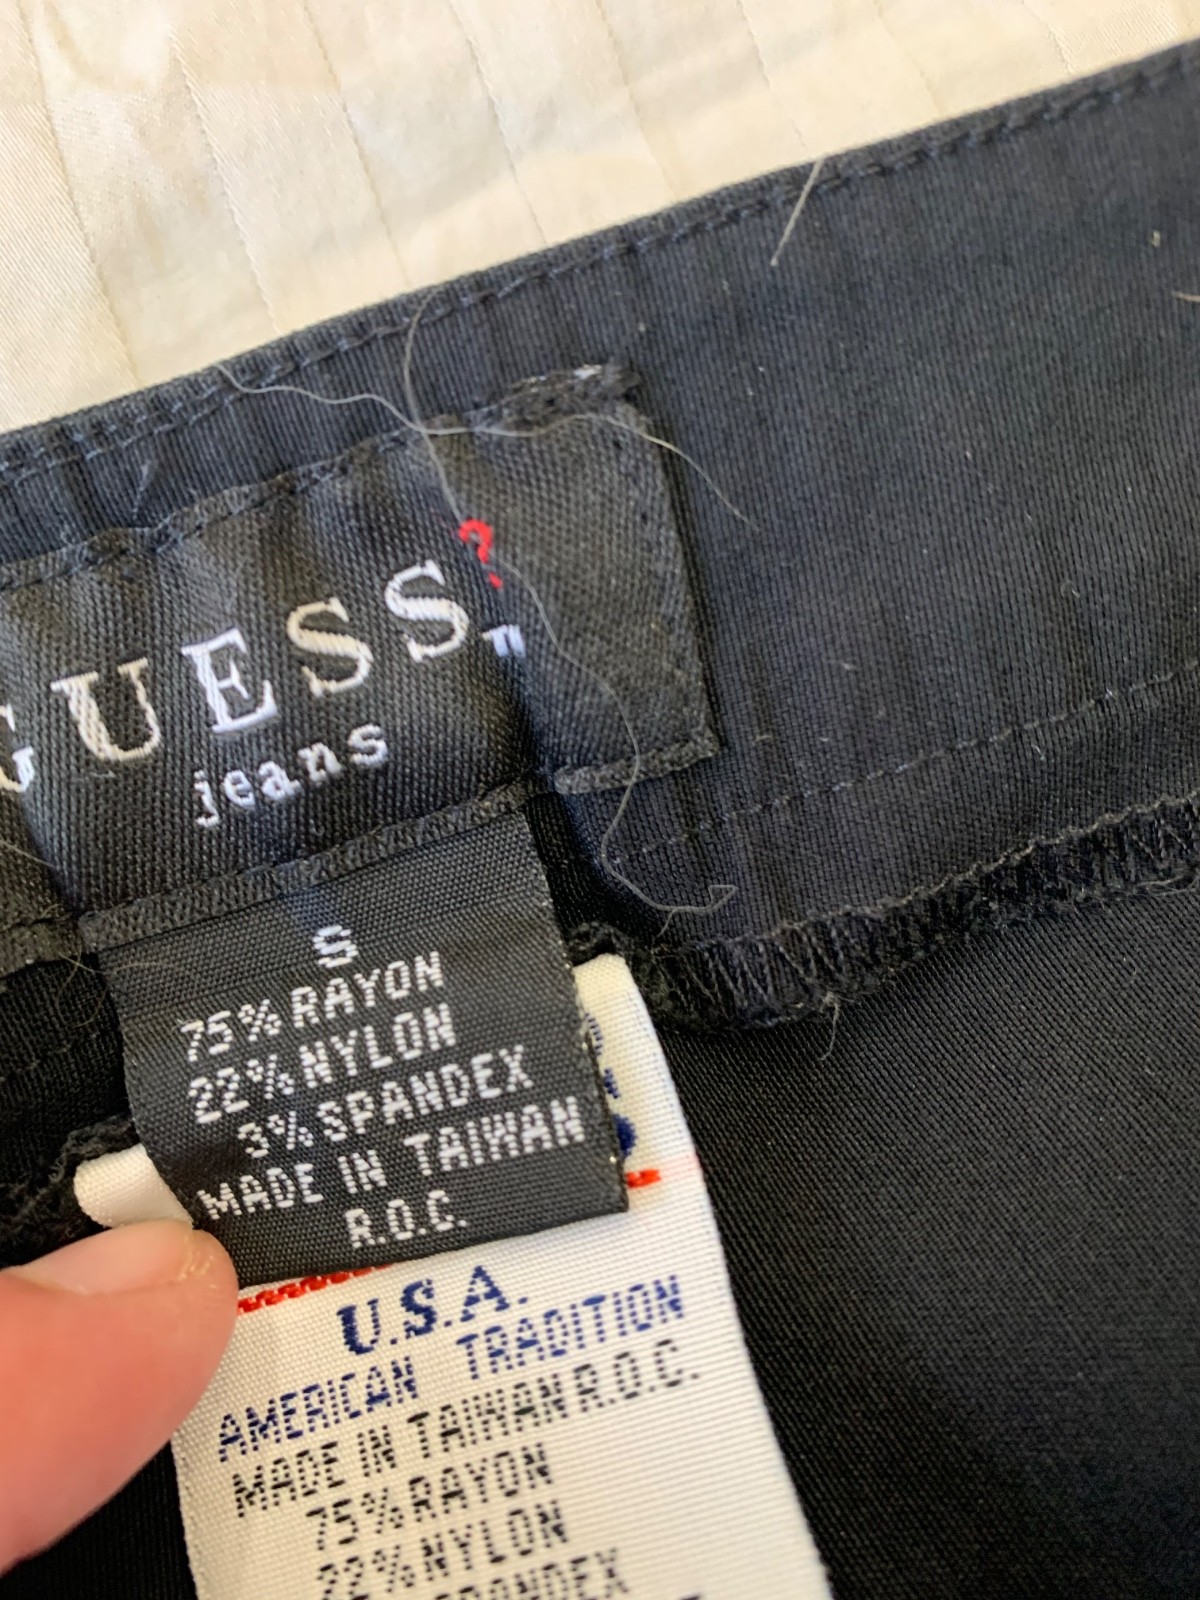 GUESS?
jeans
S
75% RAYON
22% NYLON
3% SPANDEX
MADE IN TAIWAN
R.O.C.
U.S.A.
AMERICAN TRADITION
MADE IN TAIWAN R.O.C.
75% RAYON
22% NYLON
SPANDEX